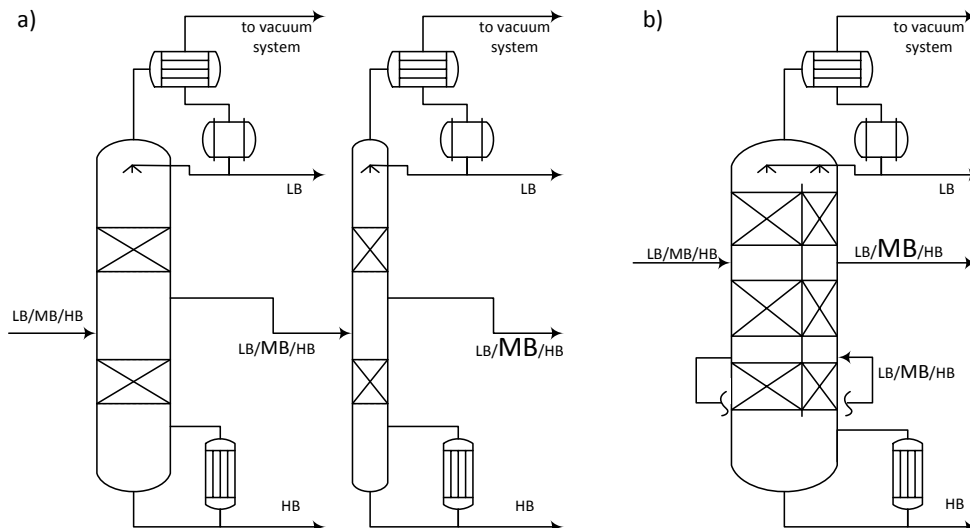 a)
to vacuum
system
to vacuum
system
b)
to vacuum
system
LB
LB
LB
LB/MB/HB
LB/MB/HB
LB/MB/HB
LB/MB/HB
LB/MB/HB
LB/MB/HB
HB
HB
HB